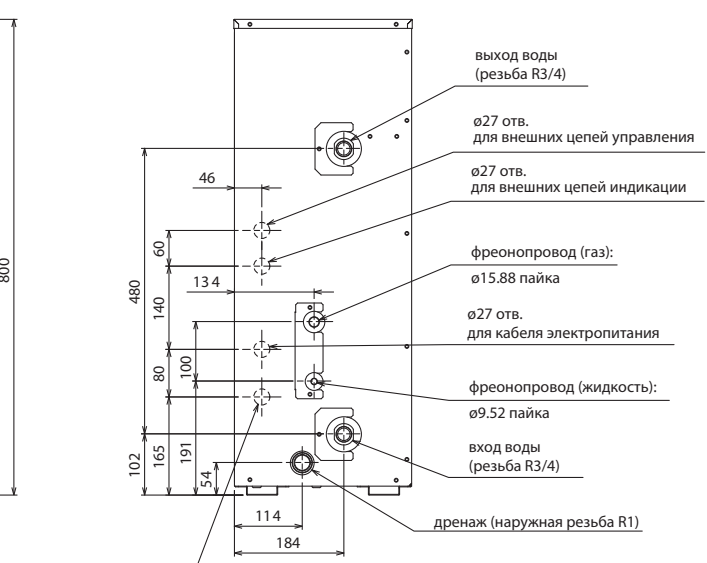 выход воды
(резьба R3/4)
ø27 отв.
для внешних цепей управления
ø27 отв.
для внешних цепей индикации
46
60
800
480
134
фреонопровод (газ):
ø15.88 пайка
140
ø27 отв.
для кабеля электропитания
100
80
фреонопровод (жидкость):
ø9.52 пайка
вход воды
(резьба R3/4)
102
165
191
54
114
184
дренаж (наружная резьба R1)